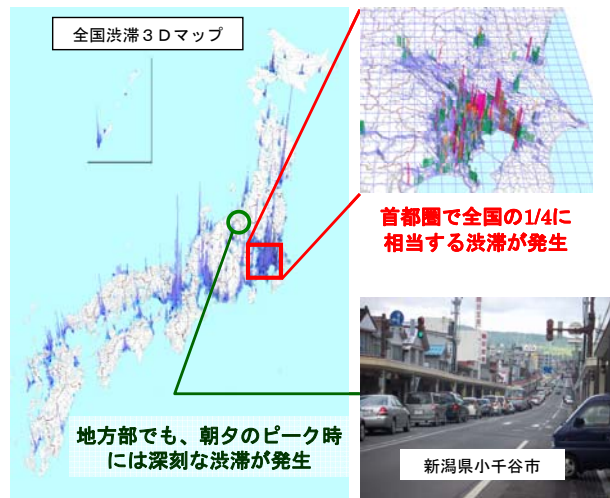 全国渋滞3Dマップ
首都圏で全国の1/4に
相当する渋滞が発生
地方部でも、朝夕のピーク時
には深刻な渋滞が発生
新潟県小千谷市